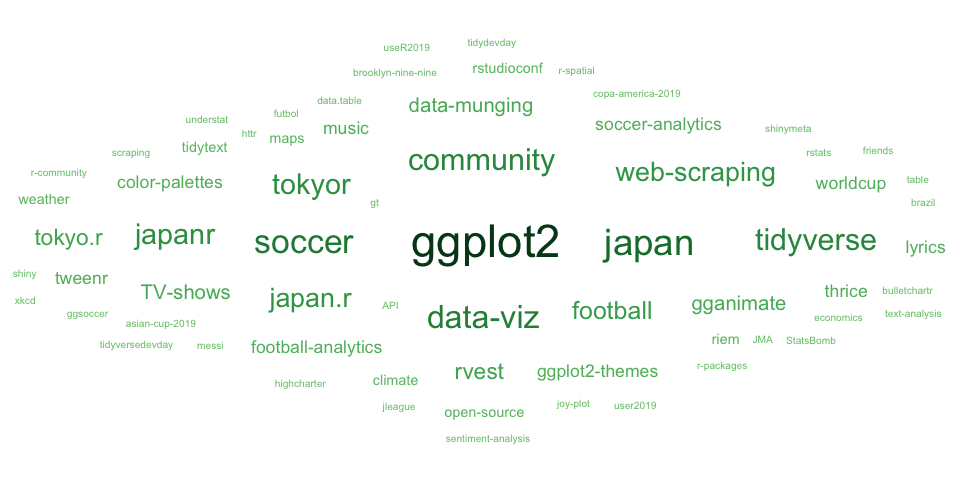 tidydevday
useR2019
rstudioconf
brooklyn-nine-nine
r-spatial
copa-america-2019
data.table
data-munging
futbol
understat
music
soccer-analytics
shinymeta
httr
maps
tidytext
scraping
community
rstats
friends
r-community
web-scraping
color-palettes
tokyor
worldcup
table
weather
gt
brazil
tokyo.r
japanr
soccer
ggplot2
japan
tidyverse
lyrics
shiny
tweenr
TV-shows
thrice
bulletchartr
xkcd
japan.r
API
football
gganimate
ggsoccer
data-viz
economics
text-analysis
asian-cup-2019
tidyversedevday
messi
football-analytics
riem
JMA
StatsBomb
r-packages
highcharter
climate
rvest
ggplot2-themes
jleague
open-source
joy-plot
user2019
sentiment-analysis